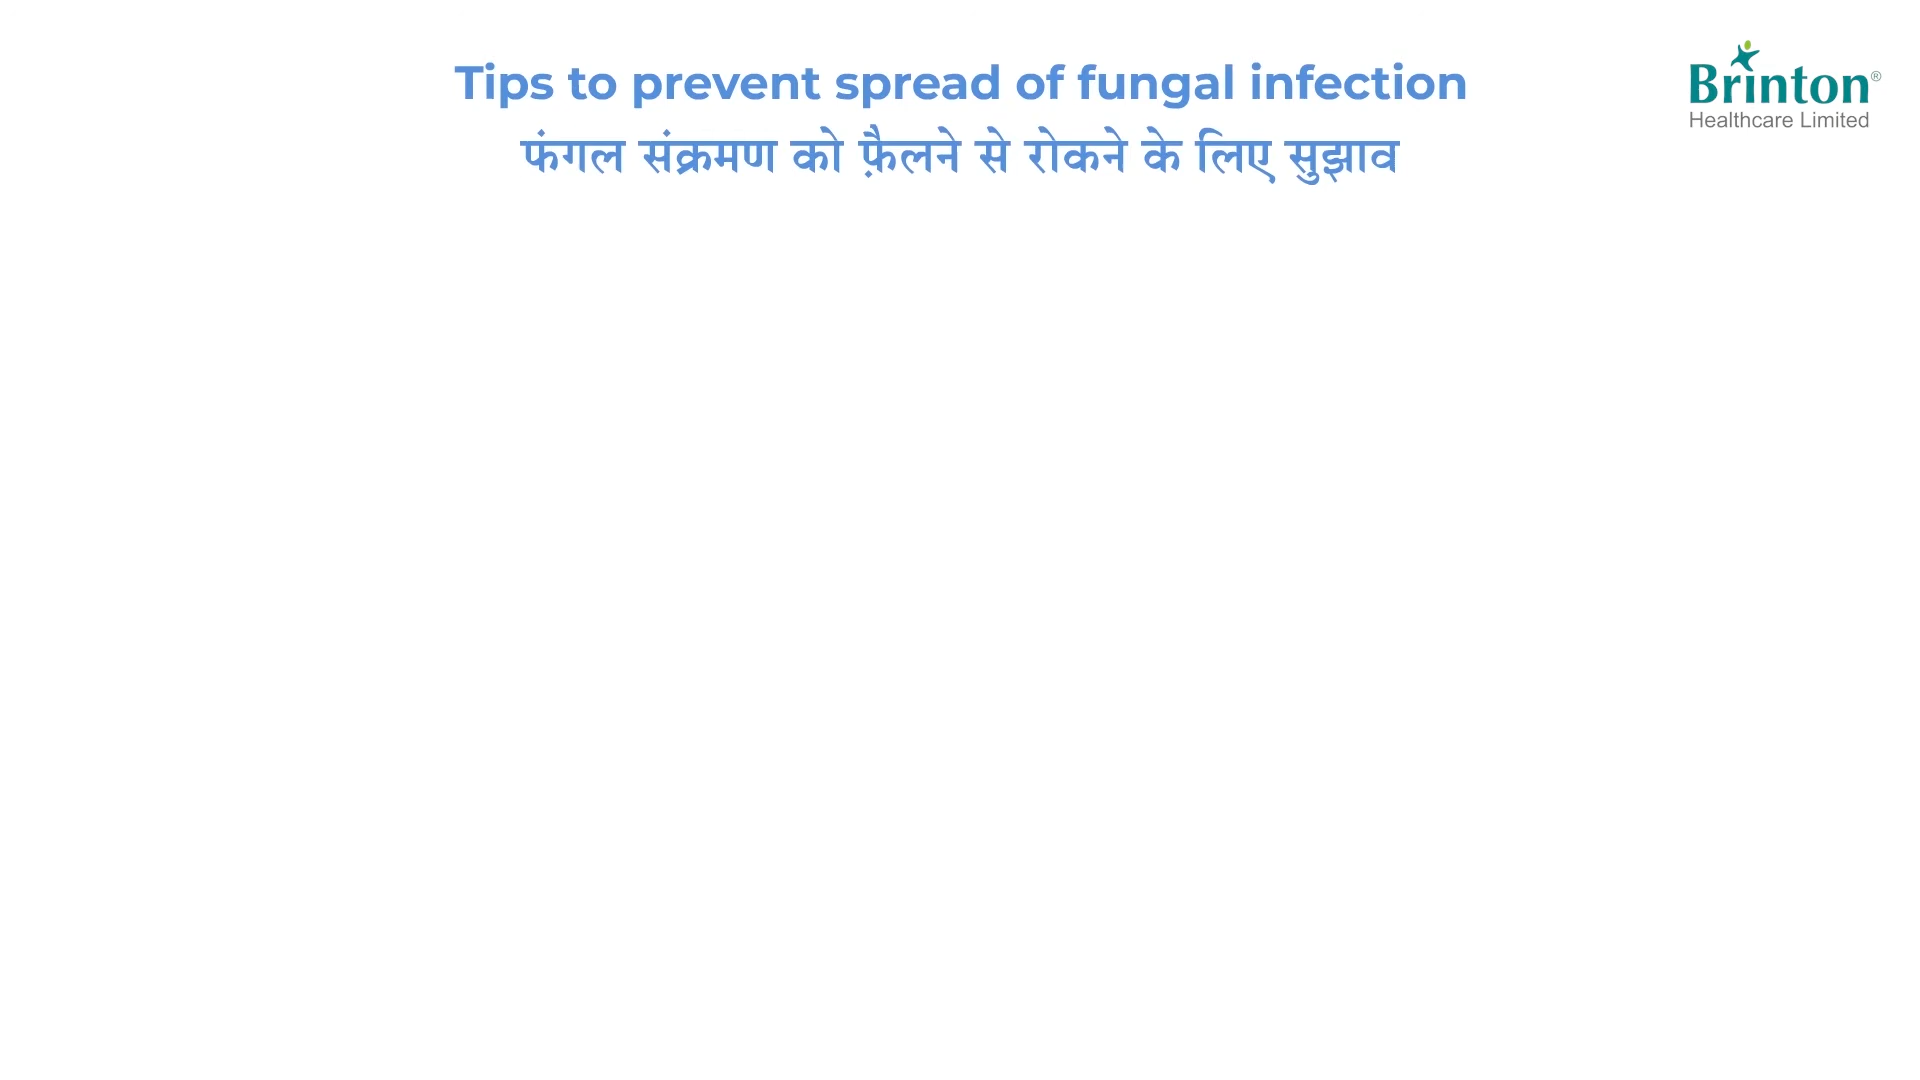 Tips to prevent spread of fungal infection
फंगल संक्रमण को फ़ैलने से रोकने के लिए सुझाव
Brinton®
Healthcare Limited